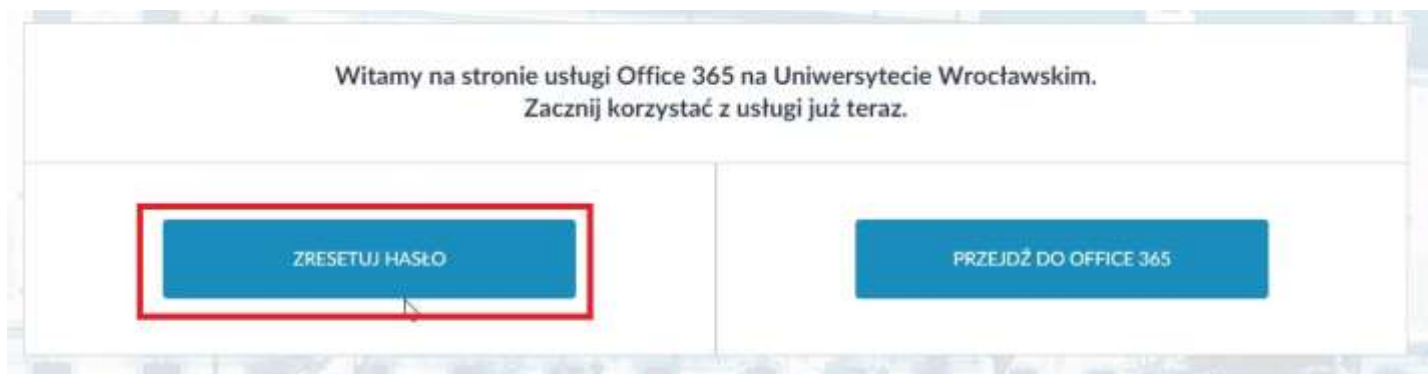 Witamy na stronie usługi Office 365 na Uniwersytecie Wrocławskim.
Zacznij korzystać z usługi już teraz.
ZRESETUJ HASŁO
PRZEJDŹ DO OFFICE 365